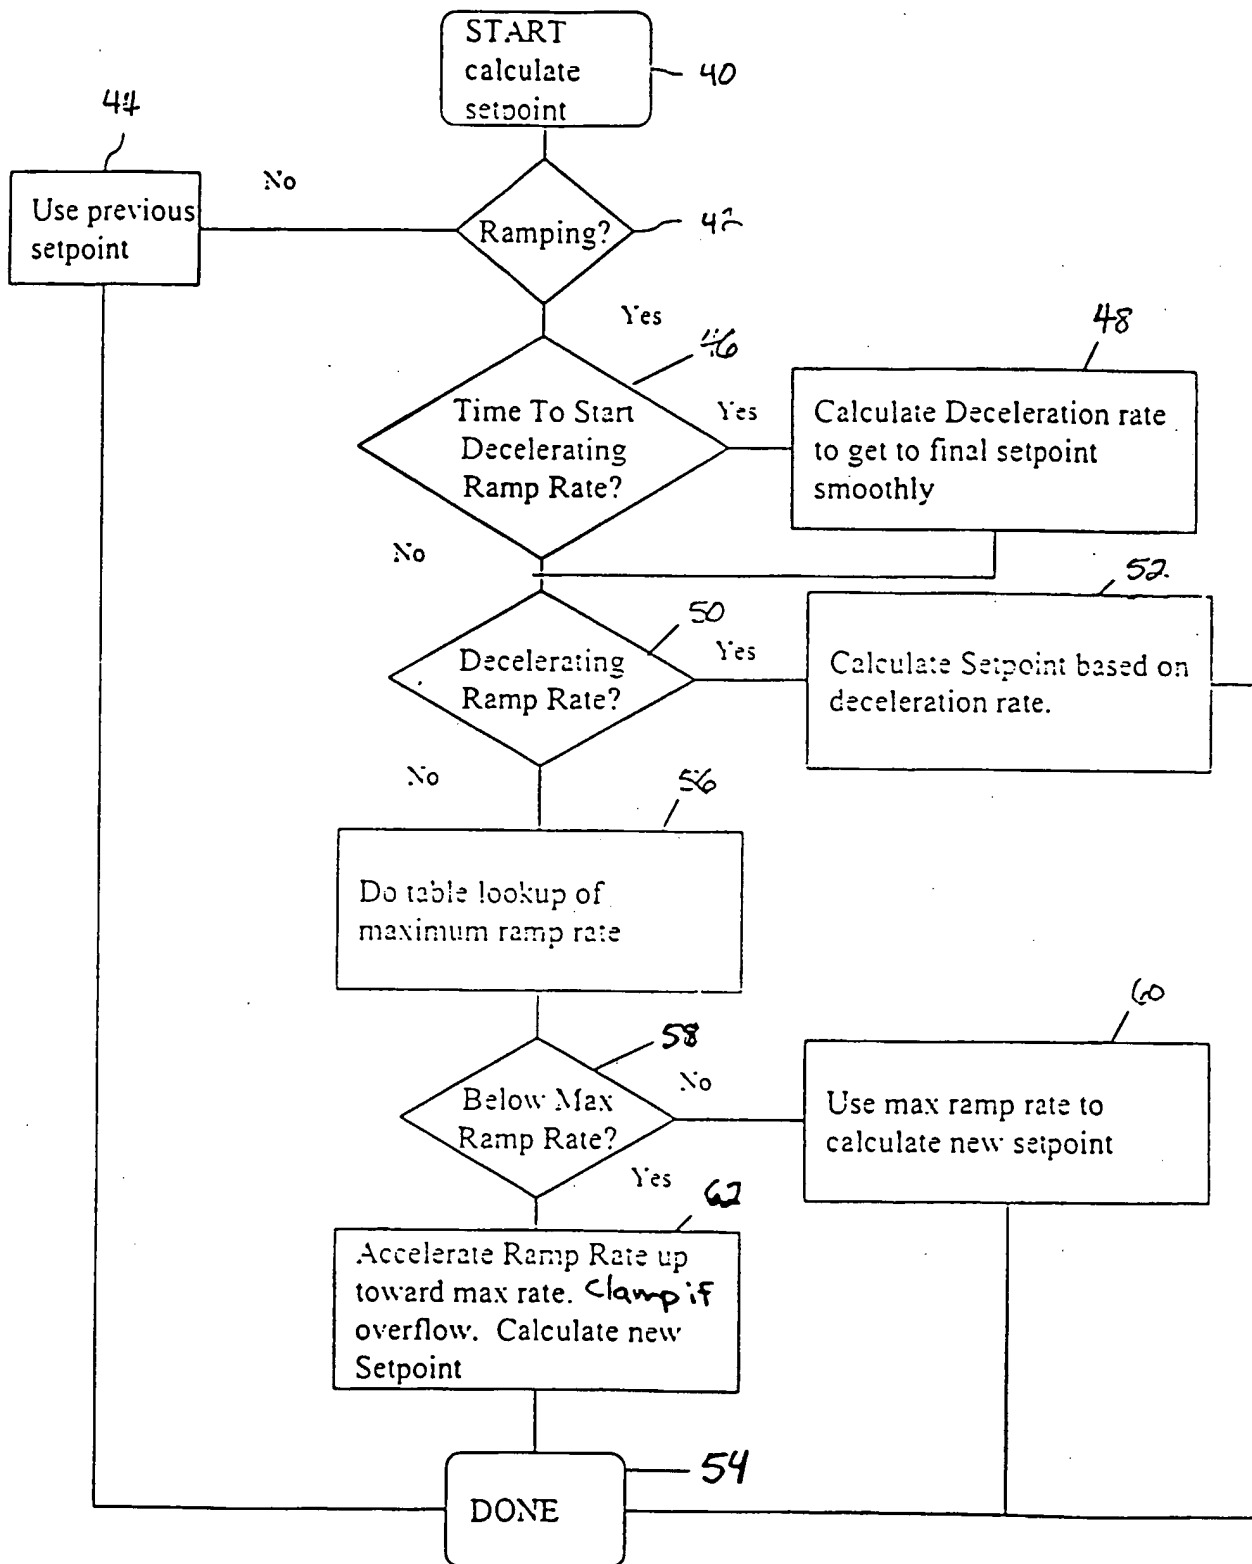 START
calculate
setpoint
40
44
No
Use previous
setpoint
Ramping?
42
Yes
46
48
Time To Start
Decelerating
Ramp Rate?
Yes
Calculate Deceleration rate
to get to final setpoint
smoothly
No
52.
50
Decelerating
Ramp Rate?
Yes
Calculate Setpoint based on
deceleration rate.
No
56
Do table lookup of
maximum ramp rate
60
58
Below Max
Ramp Rate?
No
Use max ramp rate to
calculate new setpoint
Yes
62
Accelerate Ramp Rate up
toward max rate. Clamp if
overflow. Calculate new
Setpoint
54
DONE